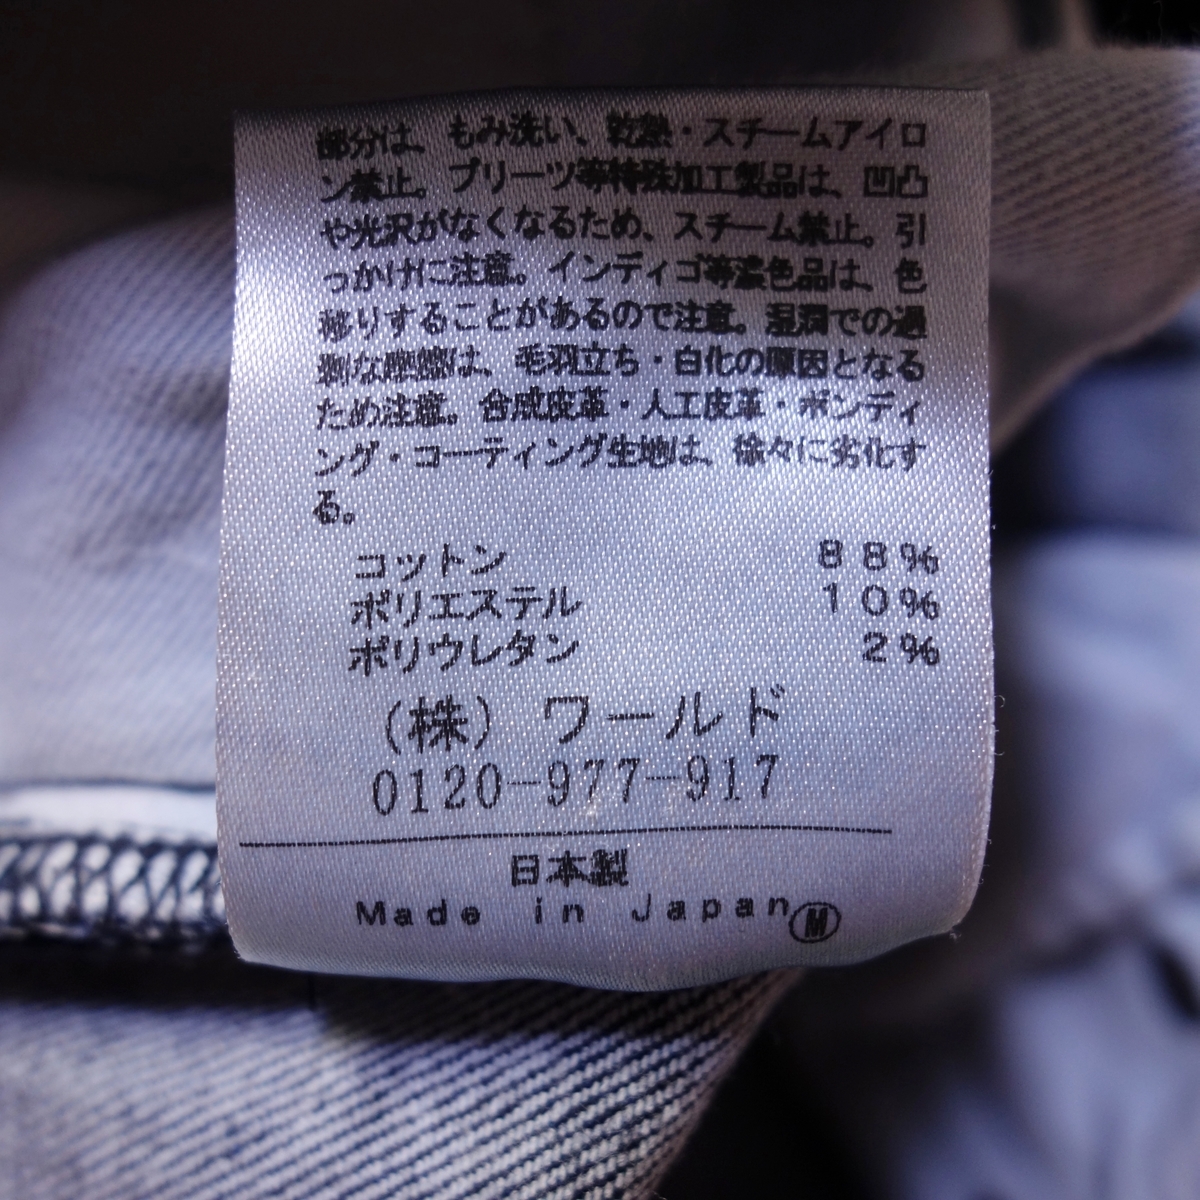 部分は、もみ洗い、乾熱・スチームアイロ
ン禁止。プリーツ等特殊加工製品は、凹凸
や光沢がなくなるため、スチーム禁止。引
っかけに注意。インディゴ等濃色品は、色
移りすることがあるので注意。湿潤での過
剰な摩擦は、毛羽立ち・白化の原因となる
ため注意。合成皮革・人工皮革・ボンディ
ング・コーティング生地は、徐々に劣化す
る。
コットン 88%
ポリエステル 10%
ポリウレタン 2%
(株) ワールド
0120-977-917
日本製
Made in Japan Ⓜ